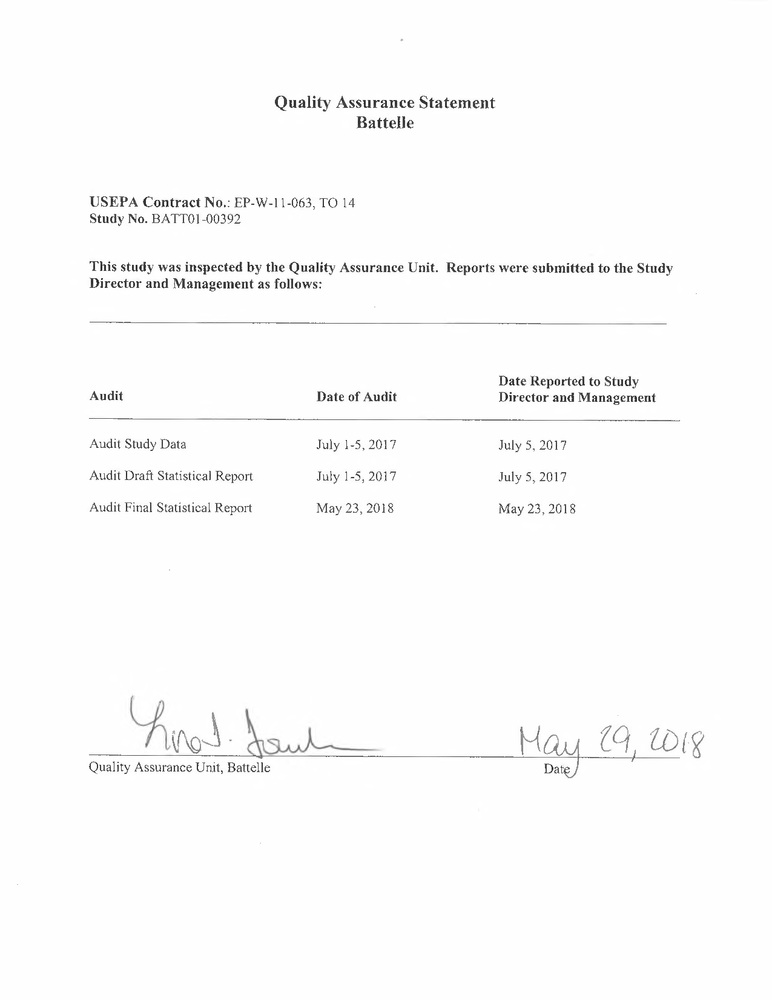 Quality Assurance Statement
Battelle
USEPA Contract No.: EP-W-11-063, TO 14
Study No. BATT01-00392
This study was inspected by the Quality Assurance Unit. Reports were submitted to the Study
Director and Management as follows:
Date Reported to Study
Audit Date of Audit Director and Management
Audit Study Data July 1-5, 2017 July 5, 2017
Audit Draft Statistical Report July 1-5, 2017 July 5, 2017
Audit Final Statistical Report May 23, 2018 May 23, 2018
May 29, 2018
Quality Assurance Unit, Battelle Date